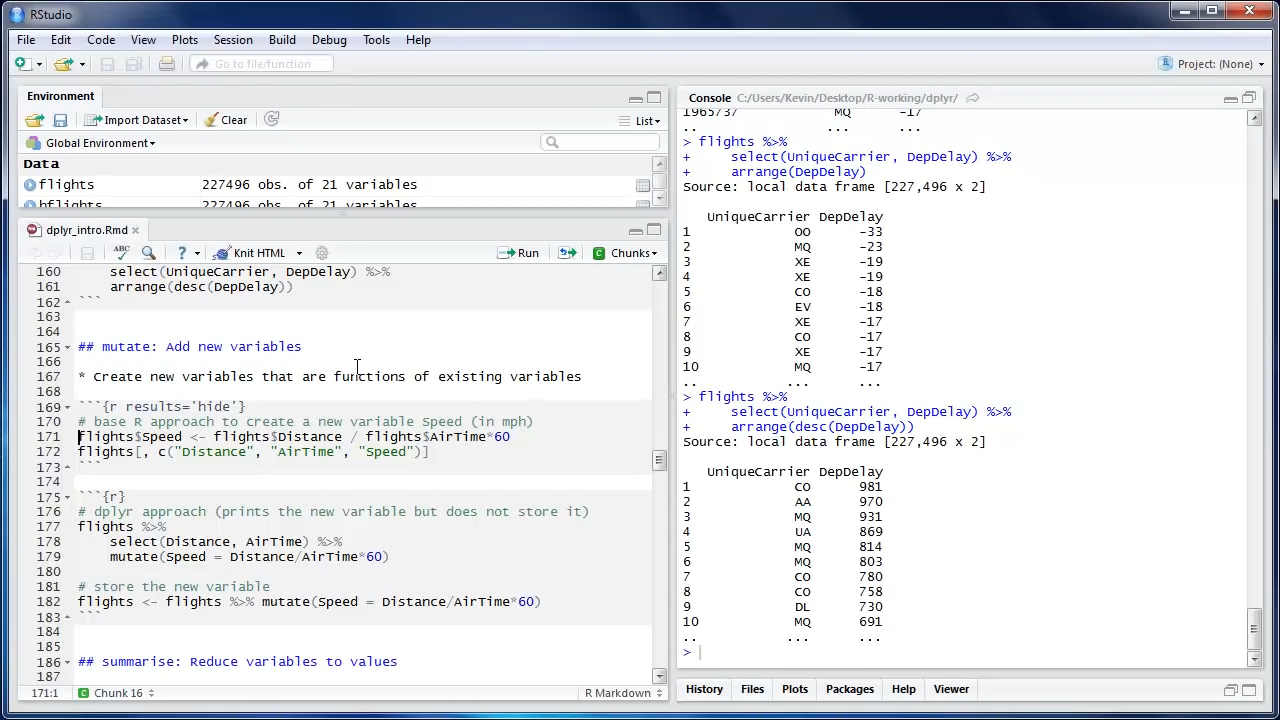 RStudio
File Edit Code View Plots Session Build Debug Tools Help
Go to file/function
Project: (None)
Environment
Import Dataset Clear List
Global Environment
Data
flights 227496 obs. of 21 variables
hflights 227496 obs. of 21 variables
dplyr_intro.Rmd
ABC ? Knit HTML Run Chunks
160 select(UniqueCarrier, DepDelay) %>%
161 arrange(desc(DepDelay))
162 ```
163
164
165 ## mutate: Add new variables
166
167 * Create new variables that are functions of existing variables
168
169 ```{r results='hide'}
170 # base R approach to create a new variable Speed (in mph)
171 flights$Speed <- flights$Distance / flights$AirTime*60
172 flights[, c("Distance", "AirTime", "Speed")]
173 ```
174
175 ```{r}
176 # dplyr approach (prints the new variable but does not store it)
177 flights %>%
178 select(Distance, AirTime) %>%
179 mutate(Speed = Distance/AirTime*60)
180
181 # store the new variable
182 flights <- flights %>% mutate(Speed = Distance/AirTime*60)
183 ```
184
185
186 ## summarise: Reduce variables to values
187
171:1 Chunk 16 R Markdown
Console C:/Users/Kevin/Desktop/R-working/dplyr/
1965737 MQ -17
.. ... ...
> flights %>%
+ select(UniqueCarrier, DepDelay) %>%
+ arrange(DepDelay)
Source: local data frame [227,496 x 2]
UniqueCarrier DepDelay
1 OO -33
2 MQ -23
3 XE -19
4 XE -19
5 CO -18
6 EV -18
7 XE -17
8 CO -17
9 XE -17
10 MQ -17
.. ... ...
> flights %>%
+ select(UniqueCarrier, DepDelay) %>%
+ arrange(desc(DepDelay))
Source: local data frame [227,496 x 2]
UniqueCarrier DepDelay
1 CO 981
2 AA 970
3 MQ 931
4 UA 869
5 MQ 814
6 MQ 803
7 CO 780
8 CO 758
9 DL 730
10 MQ 691
.. ... ...
>
History Files Plots Packages Help Viewer